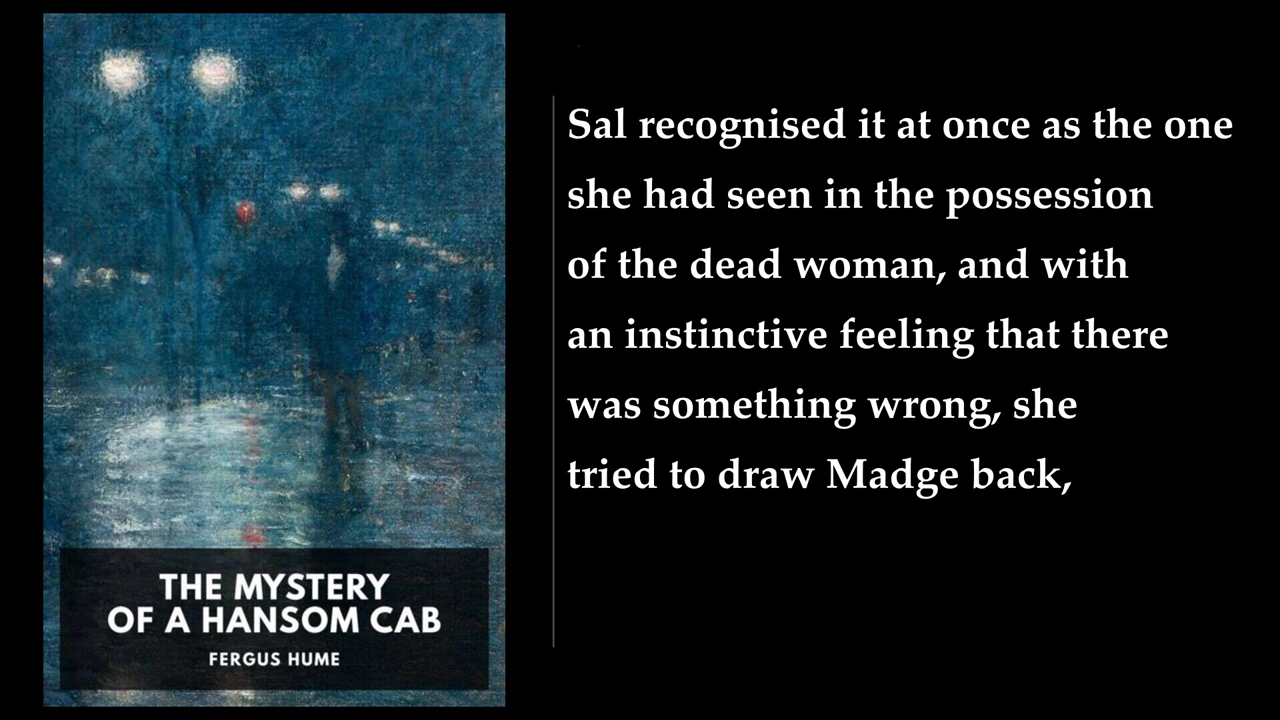 Sal recognised it at once as the one
she had seen in the possession
of the dead woman, and with
an instinctive feeling that there
was something wrong, she
tried to draw Madge back,
THE MYSTERY
OF A HANSOM CAB
FERGUS HUME